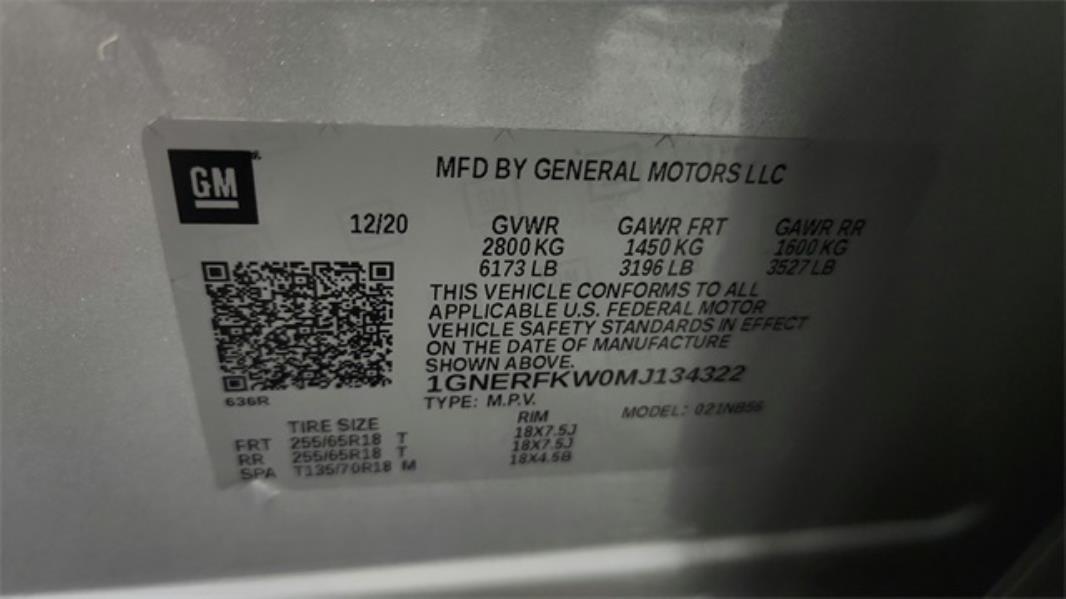 GM
MFD BY GENERAL MOTORS LLC
12/20 GVWR GAWR FRT GAWR RR
2800 KG 1450 KG 1600 KG
6173 LB 3196 LB 3527 LB
THIS VEHICLE CONFORMS TO ALL
APPLICABLE U.S. FEDERAL MOTOR
VEHICLE SAFETY STANDARDS IN EFFECT
ON THE DATE OF MANUFACTURE
SHOWN ABOVE.
1GNERFKW0MJ134322
636R
TYPE: M.P.V. MODEL: 021NB56
TIRE SIZE RIM
FRT 255/65R18 T 18X7.5J
RR 255/65R18 T 18X7.5J
SPA T135/70R18 M 18X4.5B